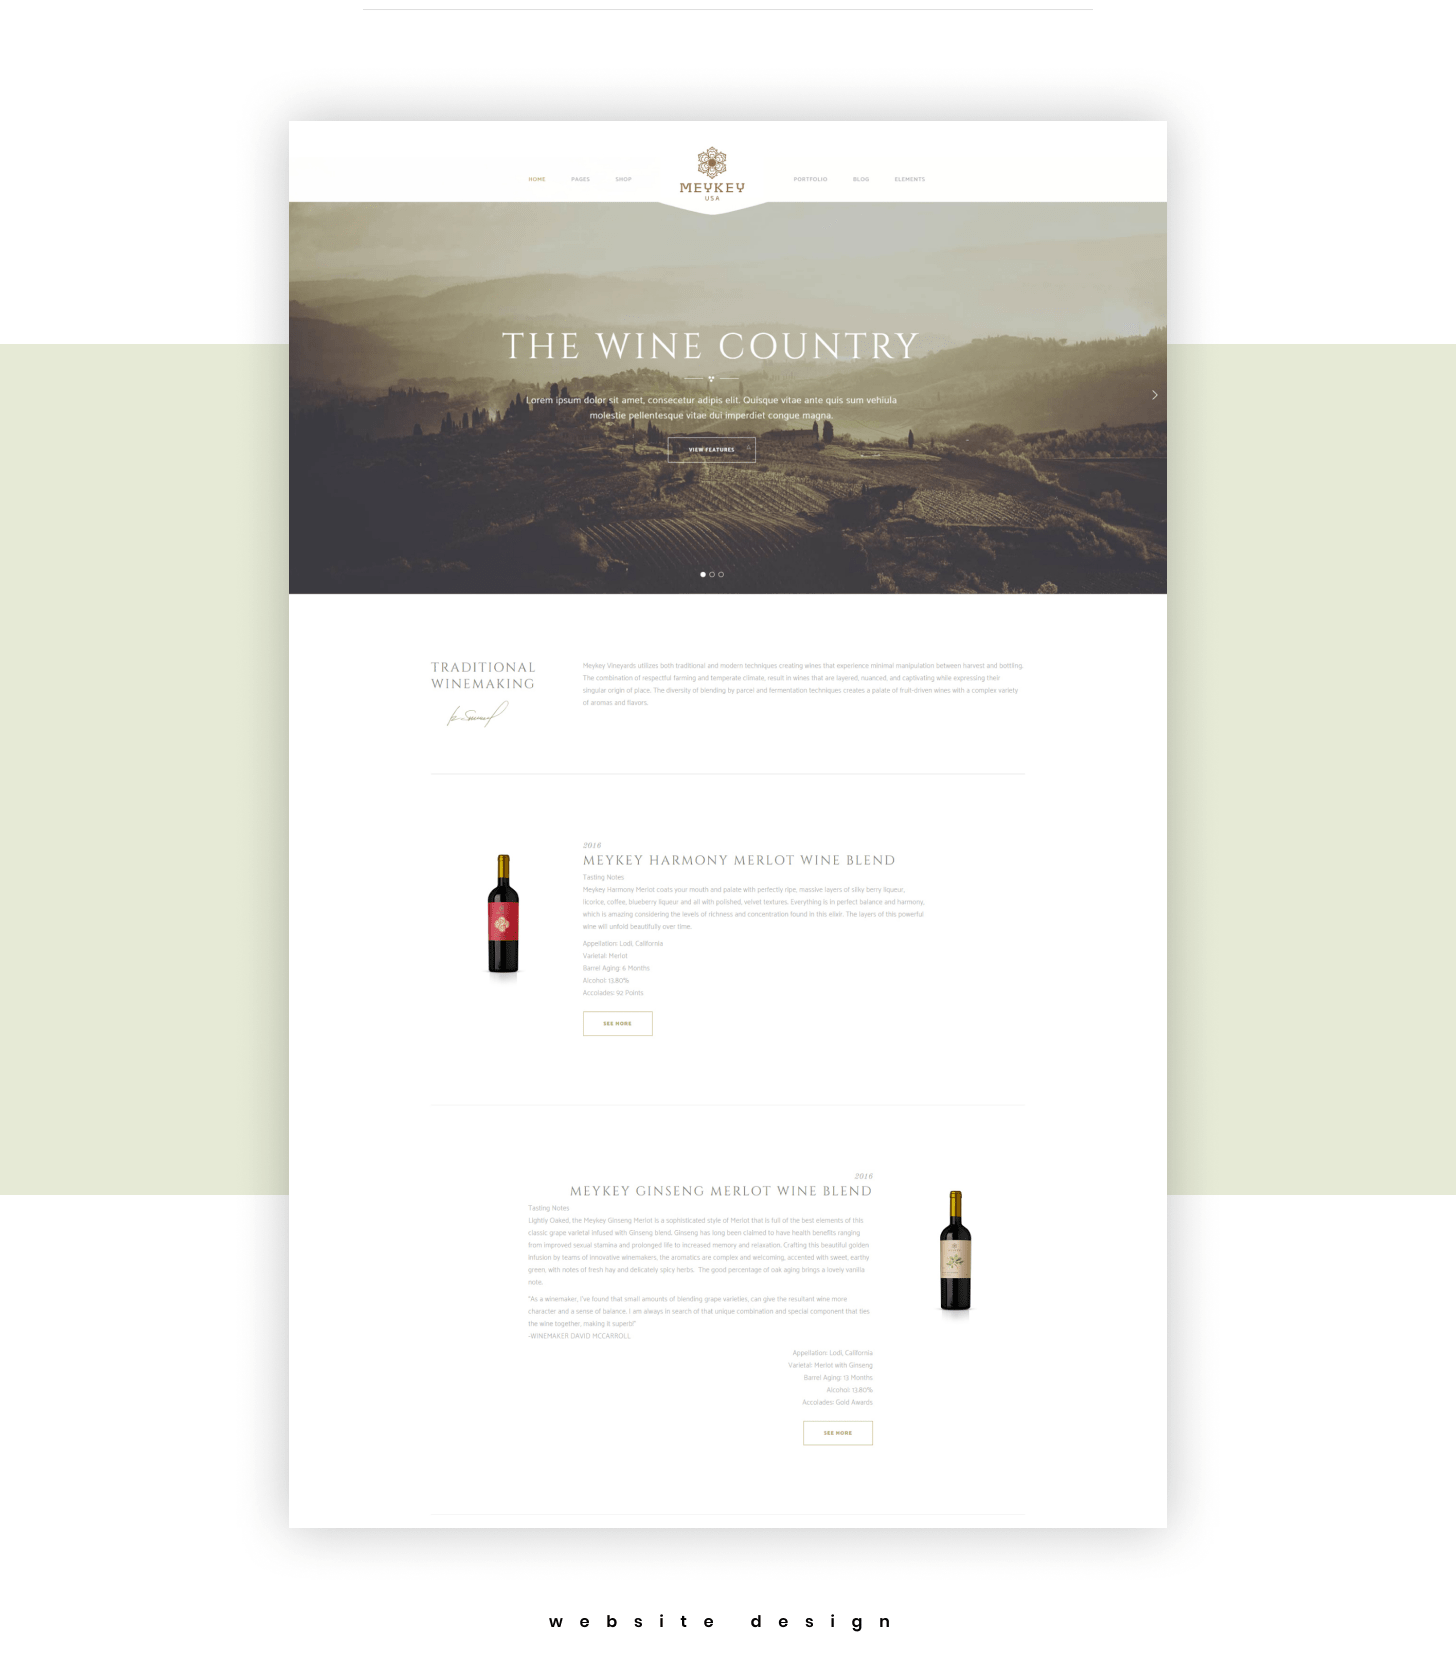 HOME PAGES SHOP
MEYKEY
USA
PORTFOLIO BLOG ELEMENTS
THE WINE COUNTRY
Lorem ipsum dolor sit amet, consecetur adipis elit. Quisque vitae ante quis sum vehiula
molestie pellentesque vitae dui imperdiet congue magna.
VIEW FEATURES
TRADITIONAL
WINEMAKING
Meykey Vineyards utilizes both traditional and modern techniques creating wines that experience minimal manipulation between harvest and bottling.
The combination of respectful farming and temperate climate, result in wines that are layered, nuanced, and captivating while expressing their
singular origin of place. The diversity of blending by parcel and fermentation techniques creates a palate of fruit-driven wines with a complex variety
of aromas and flavors.
2016
MEYKEY HARMONY MERLOT WINE BLEND
Tasting Notes
Meykey Harmony Merlot coats your mouth and palate with perfectly ripe, massive layers of silky berry liqueur,
licorice, coffee, blueberry liqueur and all with polished, velvet textures. Everything is in perfect balance and harmony,
which is amazing considering the levels of richness and concentration found in this elixir. The layers of this powerful
wine will unfold beautifully over time.
Appellation: Lodi, California
Varietal: Merlot
Barrel Aging: 6 Months
Alcohol: 13.80%
Accolades: 92 Points
SEE MORE
2016
MEYKEY GINSENG MERLOT WINE BLEND
Tasting Notes
Lightly Oaked, the Meykey Ginseng Merlot is a sophisticated style of Merlot that is full of the best elements of this
classic grape varietal infused with Ginseng blend. Ginseng has long been claimed to have health benefits ranging
from improved sexual stamina and prolonged life to increased memory and relaxation. Crafting this beautiful golden
infusion by teams of innovative winemakers, the aromatics are complex and welcoming, accented with sweet, earthy
green, with notes of fresh hay and delicately spicy herbs. The good percentage of oak aging brings a lovely vanilla
note.
"As a winemaker, I've found that small amounts of blending grape varieties, can give the resultant wine more
character and a sense of balance. I am always in search of that unique combination and special component that ties
the wine together, making it superb!"
-WINEMAKER DAVID MCCARROLL
Appellation: Lodi, California
Varietal: Merlot with Ginseng
Barrel Aging: 13 Months
Alcohol: 13.80%
Accolades: Gold Awards
SEE MORE
website design